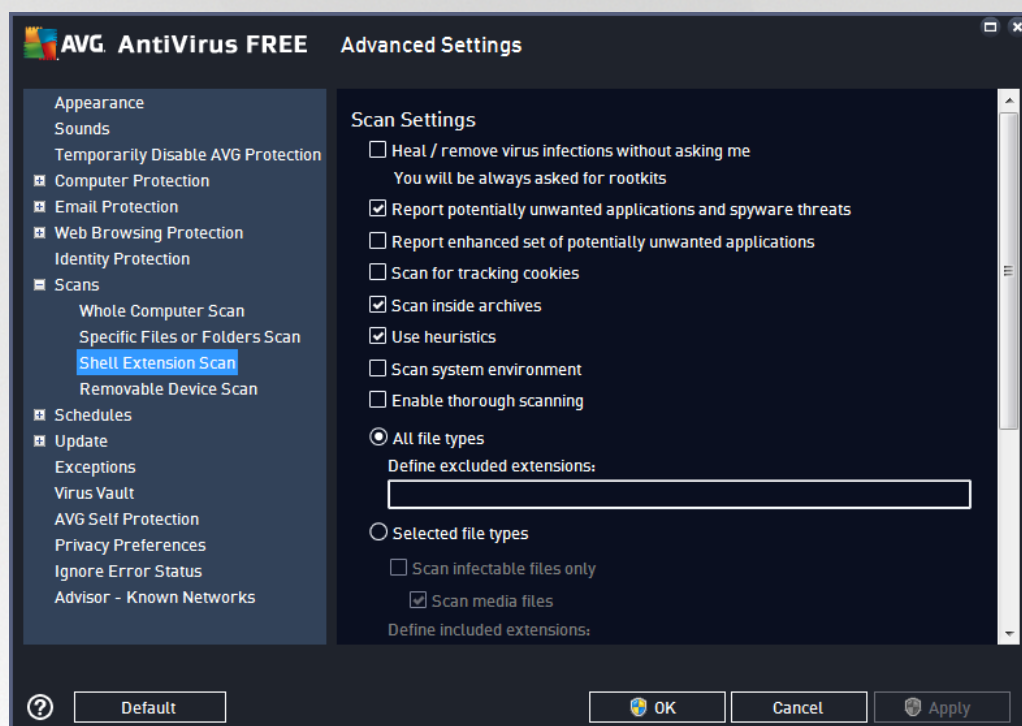 AVG. AntiVirus FREE Advanced Settings
Appearance
Sounds
Temporarily Disable AVG Protection
Computer Protection
Email Protection
Web Browsing Protection
Identity Protection
Scans
Whole Computer Scan
Specific Files or Folders Scan
Shell Extension Scan
Removable Device Scan
Schedules
Update
Exceptions
Virus Vault
AVG Self Protection
Privacy Preferences
Ignore Error Status
Advisor - Known Networks
Scan Settings
Heal / remove virus infections without asking me
You will be always asked for rootkits
Report potentially unwanted applications and spyware threats
Report enhanced set of potentially unwanted applications
Scan for tracking cookies
Scan inside archives
Use heuristics
Scan system environment
Enable thorough scanning
All file types
Define excluded extensions:
Selected file types
Scan infectable files only
Scan media files
Define included extensions:
? Default OK Cancel Apply